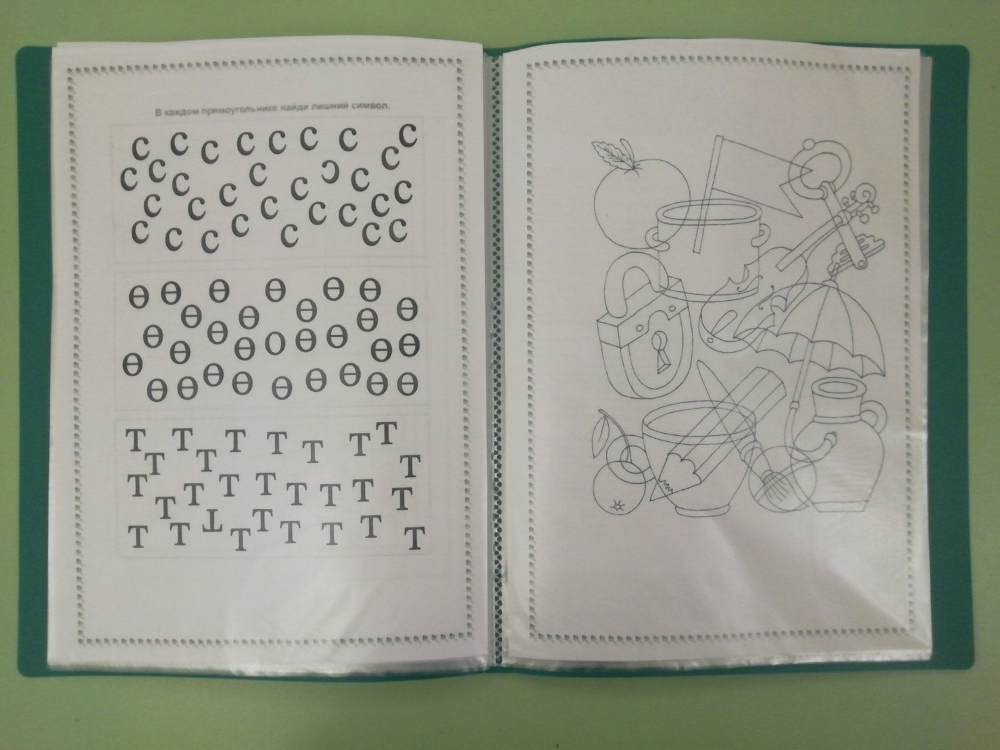 В каждом прямоугольнике найди лишний символ.
С С С С С С С С С
С С С С С С Ɔ С С
С С С С С С
С С С С С С С
Ө Ө Ө Ө Ө Ө
Ө Ө Ө Ө Ө
Ө Ө Ө Ө Ө О Ө Ө Ө Ө
Ө Ө Ө Ө Ө Ө Ө Ө Ө
Т Т Т Т Т Т Т
Т Т Т
Т Т Т Т Т Т Т Т
Т Т Т ⊥ Т Т Т Т Т Т